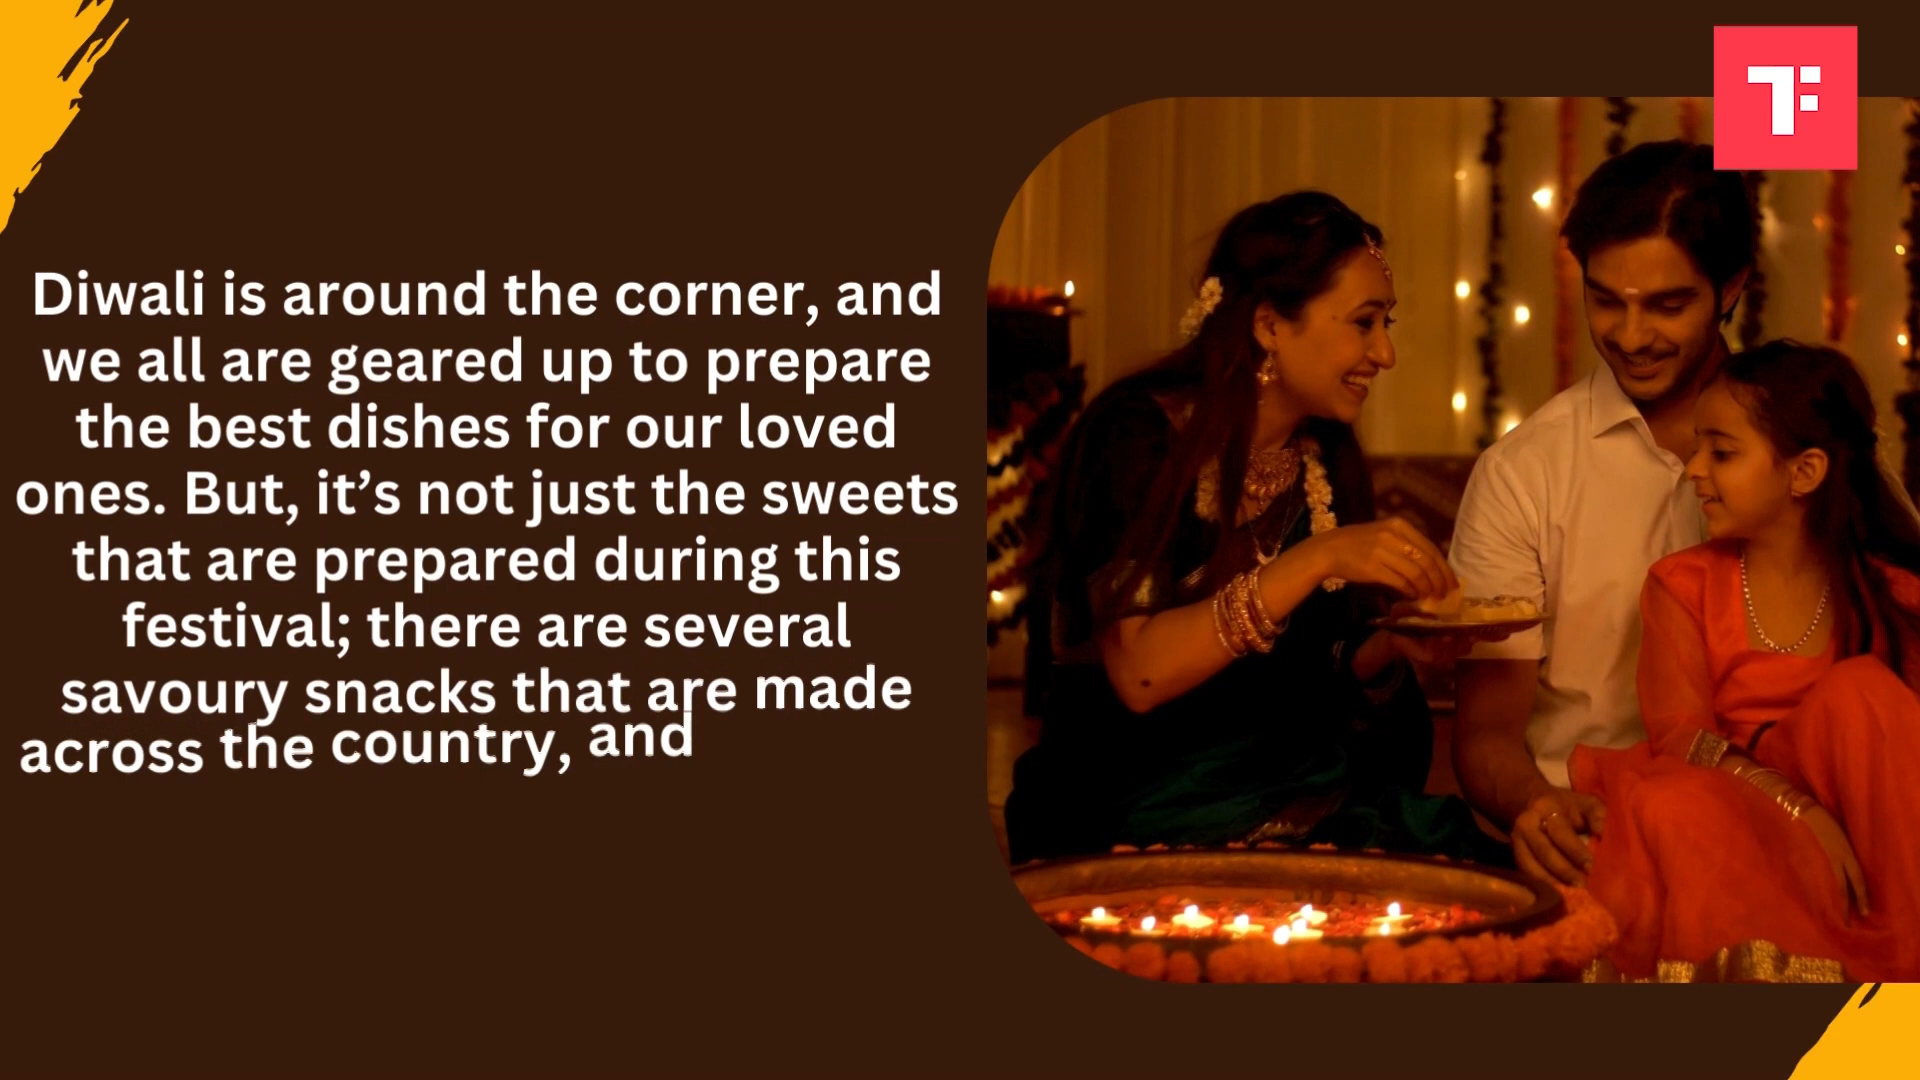 Diwali is around the corner, and
we all are geared up to prepare
the best dishes for our loved
ones. But, it’s not just the sweets
that are prepared during this
festival; there are several
savoury snacks that are made
across the country, and
TF